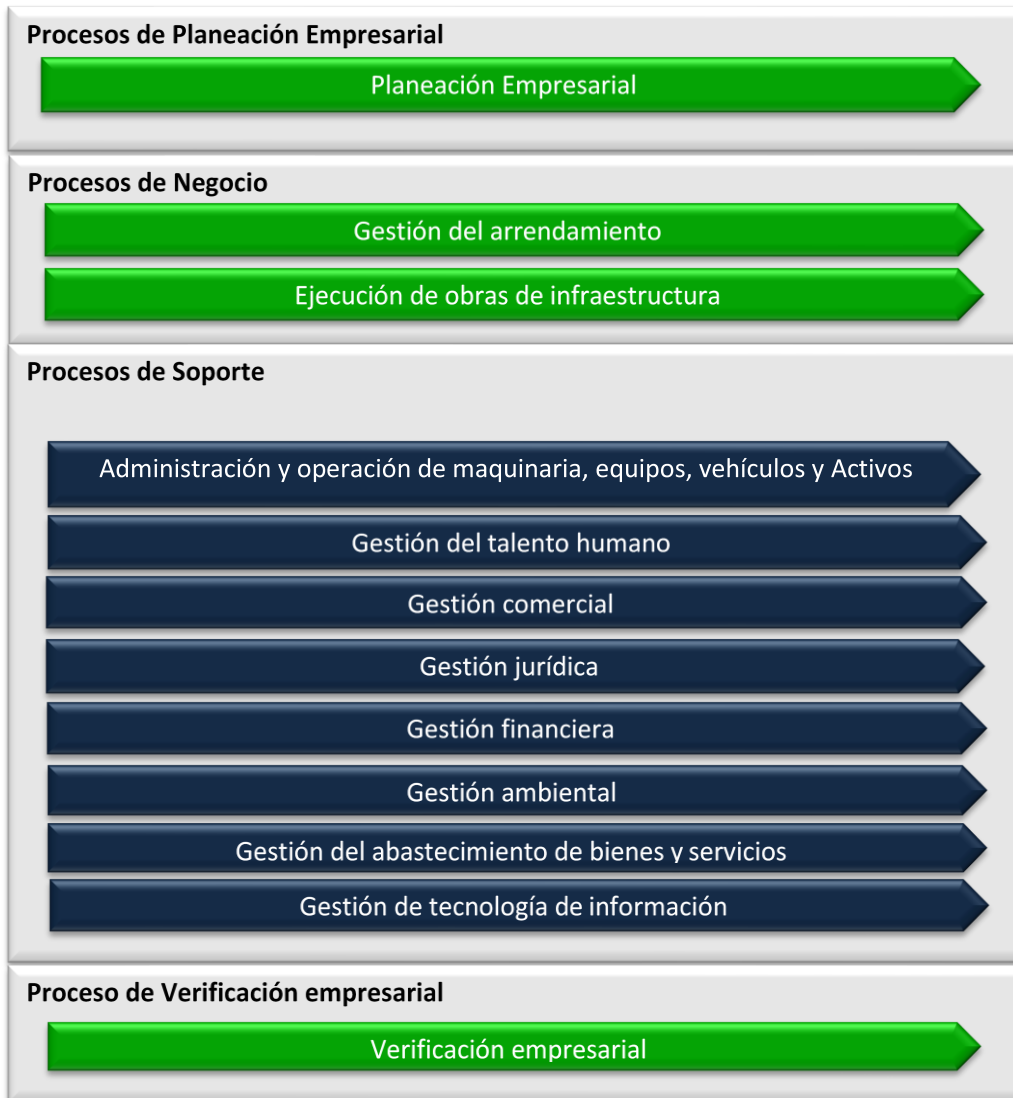 Procesos de Planeación Empresarial
Planeación Empresarial
Procesos de Negocio
Gestión del arrendamiento
Ejecución de obras de infraestructura
Procesos de Soporte
Administración y operación de maquinaria, equipos, vehículos y Activos
Gestión del talento humano
Gestión comercial
Gestión jurídica
Gestión financiera
Gestión ambiental
Gestión del abastecimiento de bienes y servicios
Gestión de tecnología de información
Proceso de Verificación empresarial
Verificación empresarial